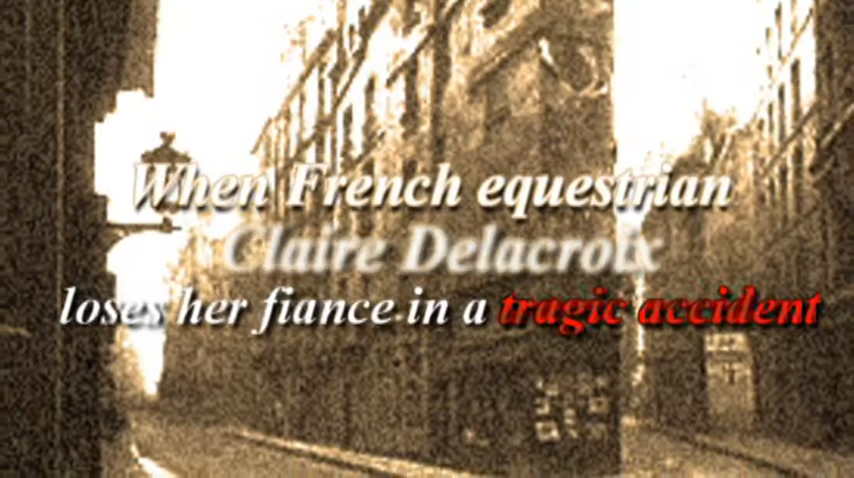 When French equestrian
Claire Delacroix
loses her fiance in a tragic accident